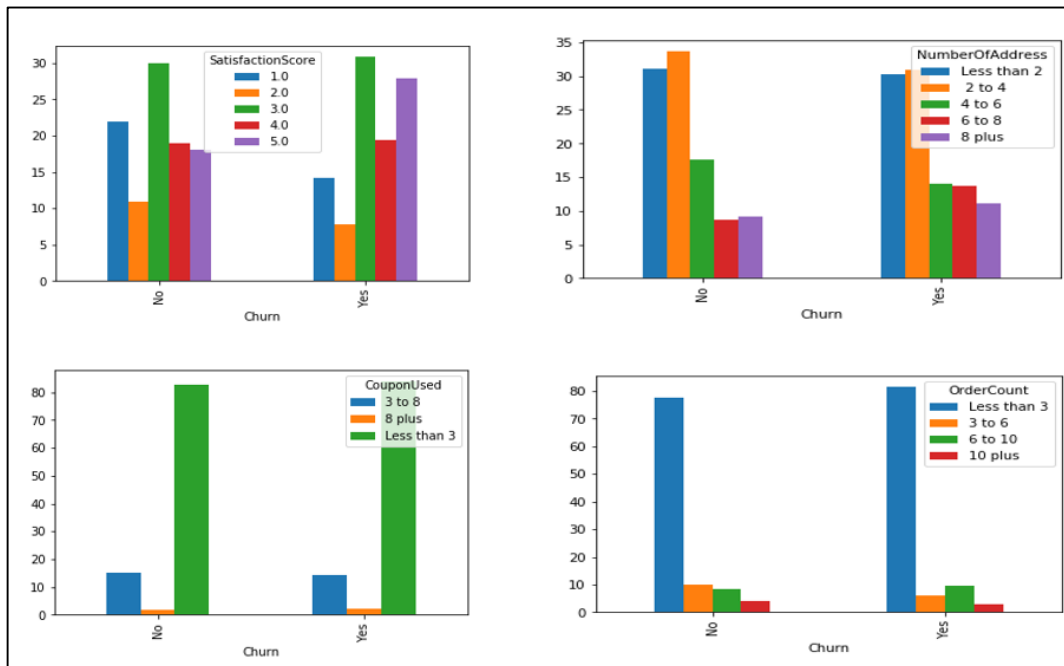 SatisfactionScore
1.0
2.0
3.0
4.0
5.0
30
25
20
15
10
5
0
No
Yes
Churn
NumberOfAddress
Less than 2
2 to 4
4 to 6
6 to 8
8 plus
35
30
25
20
15
10
5
0
No
Yes
Churn
CouponUsed
3 to 8
8 plus
Less than 3
80
70
60
50
40
30
20
10
0
No
Yes
Churn
OrderCount
Less than 3
3 to 6
6 to 10
10 plus
80
70
60
50
40
30
20
10
0
No
Yes
Churn